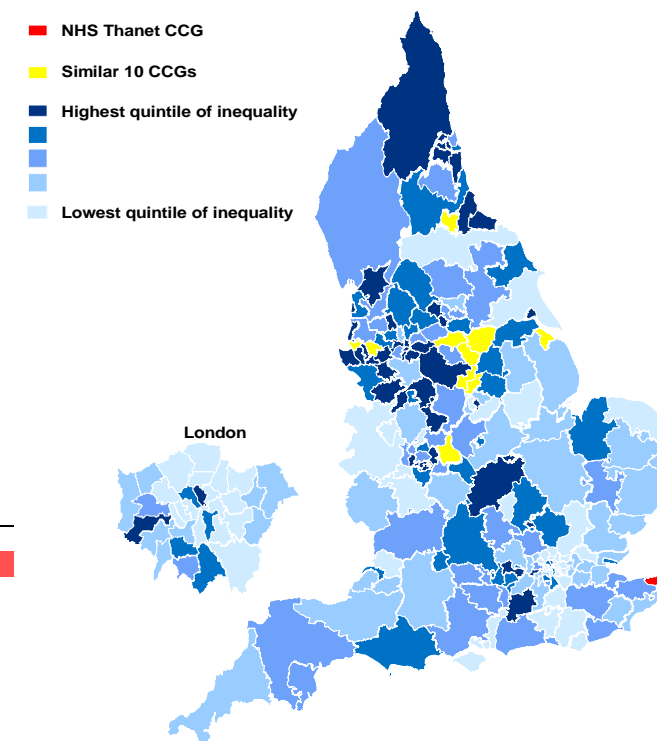 NHS Thanet CCG
Similar 10 CCGs
Highest quintile of inequality
Lowest quintile of inequality
London